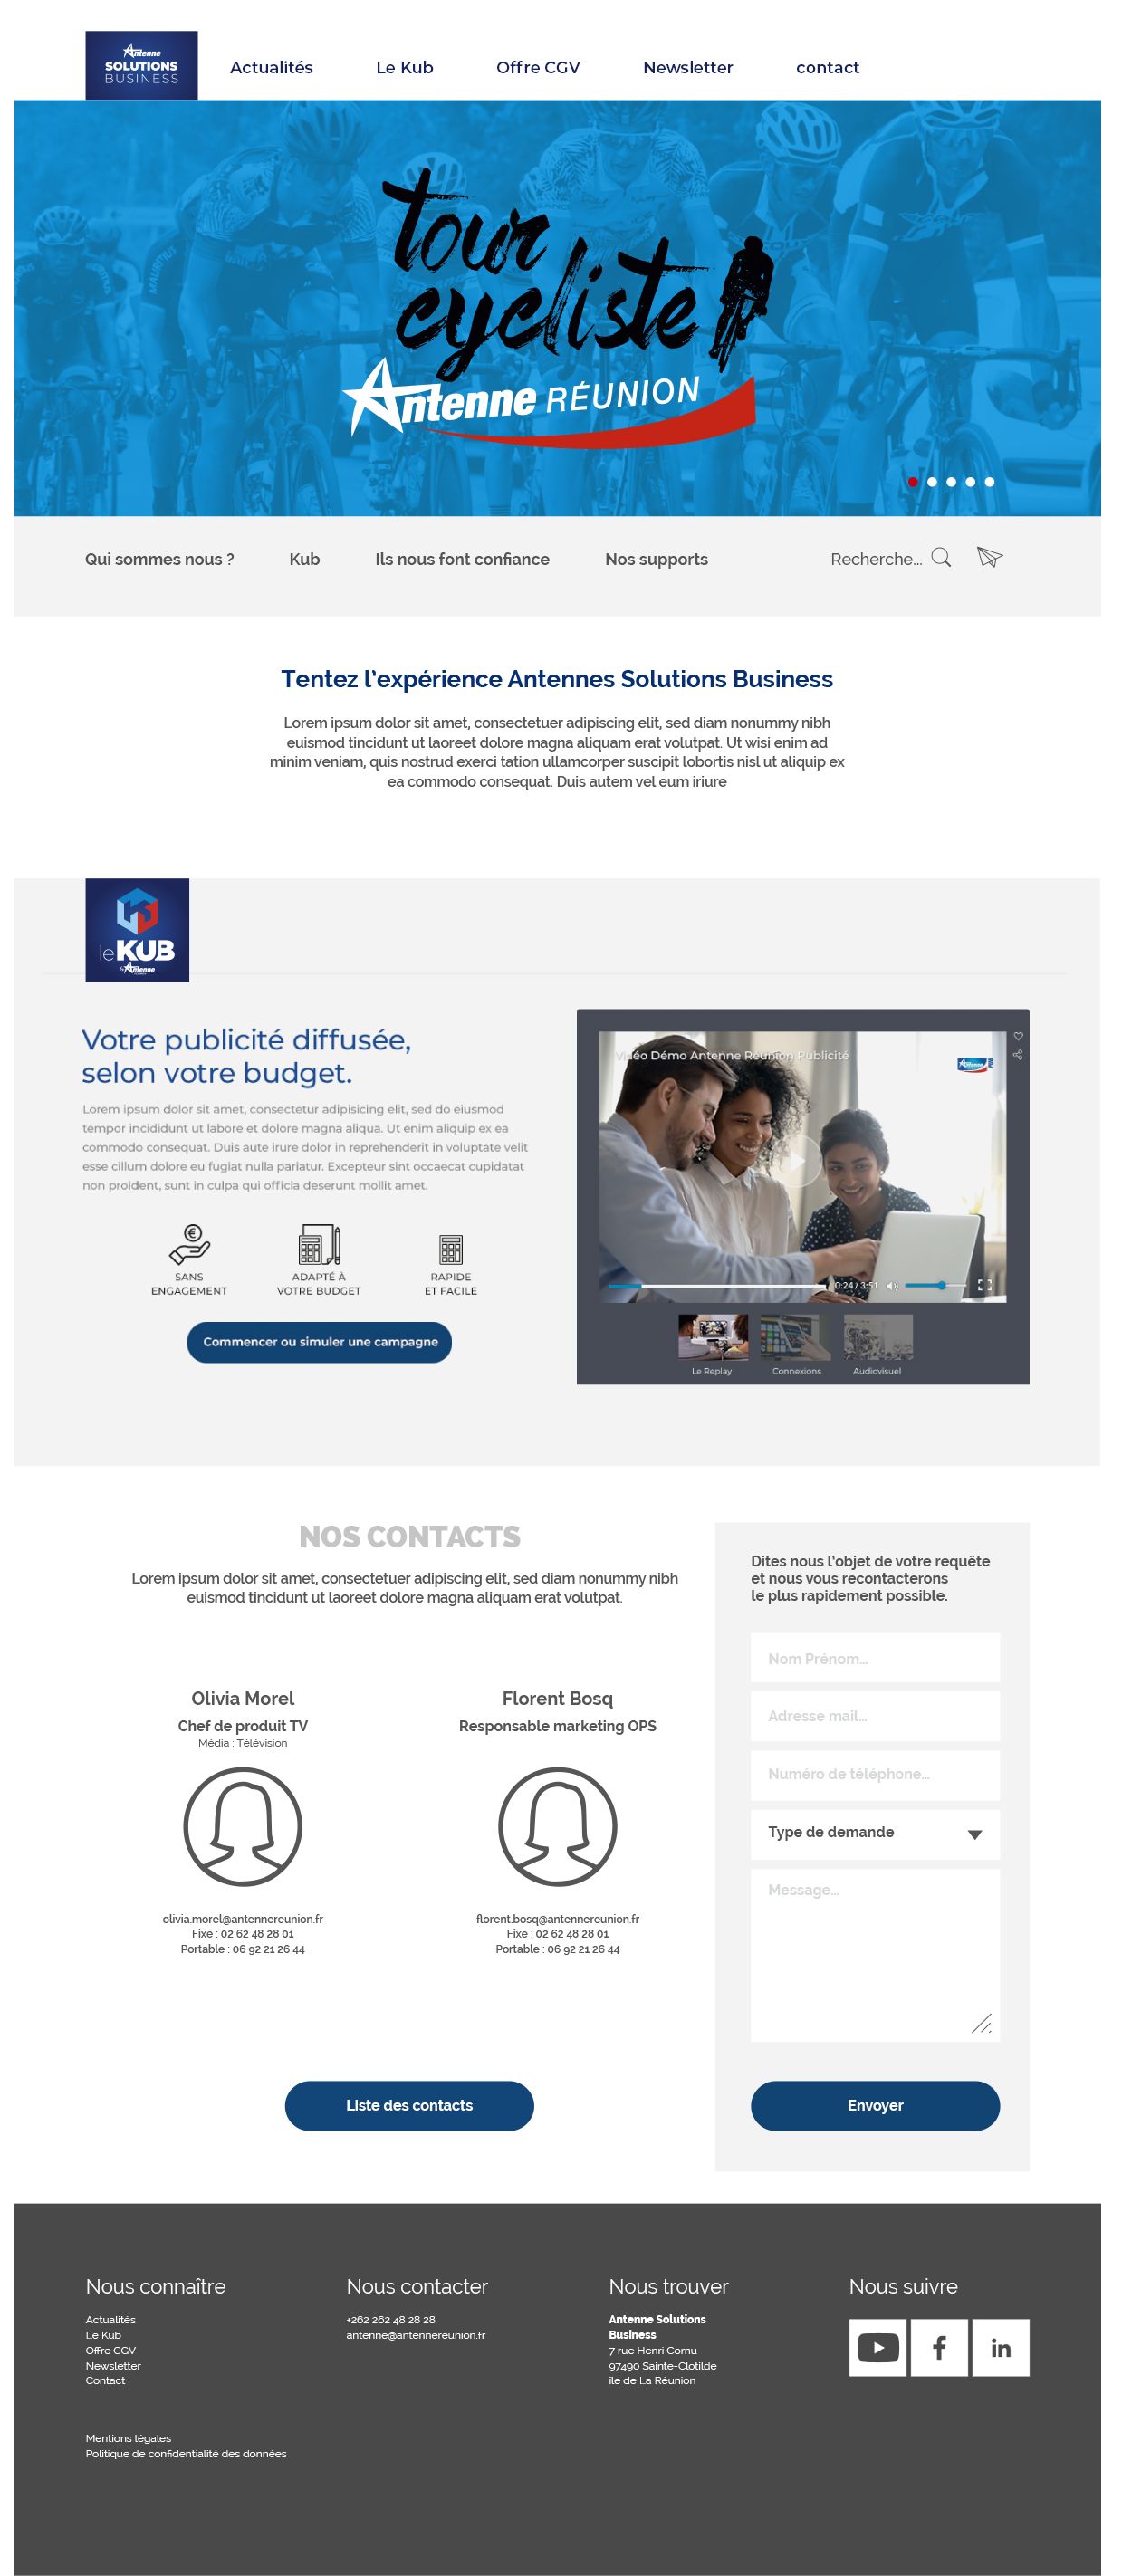 Antenne
SOLUTIONS
BUSINESS
Actualités
Le Kub
Offre CGV
Newsletter
contact
tour
cycliste
Antenne RÉUNION
Qui sommes nous ?
Kub
Ils nous font confiance
Nos supports
Recherche...
Tentez l'expérience Antennes Solutions Business
Lorem ipsum dolor sit amet, consectetuer adipiscing elit, sed diam nonummy nibh
euismod tincidunt ut laoreet dolore magna aliquam erat volutpat. Ut wisi enim ad
minim veniam, quis nostrud exerci tation ullamcorper suscipit lobortis nisl ut aliquip ex
ea commodo consequat. Duis autem vel eum iriure
le KUB
by Antenne
Votre publicité diffusée,
selon votre budget.
Lorem ipsum dolor sit amet, consectetur adipisicing elit, sed do eiusmod
tempor incididunt ut labore et dolore magna aliqua. Ut enim aliquip ex ea
commodo consequat. Duis aute irure dolor in reprehenderit in voluptate velit
esse cillum dolore eu fugiat nulla pariatur. Excepteur sint occaecat cupidatat
non proident, sunt in culpa qui officia deserunt mollit amet.
SANS
ENGAGEMENT
ADAPTÉ À
VOTRE BUDGET
RAPIDE
ET FACILE
Commencer ou simuler une campagne
Vidéo Démo Antenne Réunion Publicité
0:24 / 3:51
Le Replay
Connexions
Audiovisuel
NOS CONTACTS
Lorem ipsum dolor sit amet, consectetuer adipiscing elit, sed diam nonummy nibh
euismod tincidunt ut laoreet dolore magna aliquam erat volutpat.
Olivia Morel
Chef de produit TV
Média : Télévision
olivia.morel@antennereunion.fr
Fixe : 02 62 48 28 01
Portable : 06 92 21 26 44
Florent Bosq
Responsable marketing OPS
florent.bosq@antennereunion.fr
Fixe : 02 62 48 28 01
Portable : 06 92 21 26 44
Liste des contacts
Dites nous l'objet de votre requête
et nous vous recontacterons
le plus rapidement possible.
Nom Prénom...
Adresse mail...
Numéro de téléphone...
Type de demande
Message...
Envoyer
Nous connaître
Actualités
Le Kub
Offre CGV
Newsletter
Contact
Mentions légales
Politique de confidentialité des données
Nous contacter
+262 262 48 28 28
antenne@antennereunion.fr
Nous trouver
Antenne Solutions
Business
7 rue Henri Cornu
97490 Sainte-Clotilde
île de La Réunion
Nous suivre
f
in